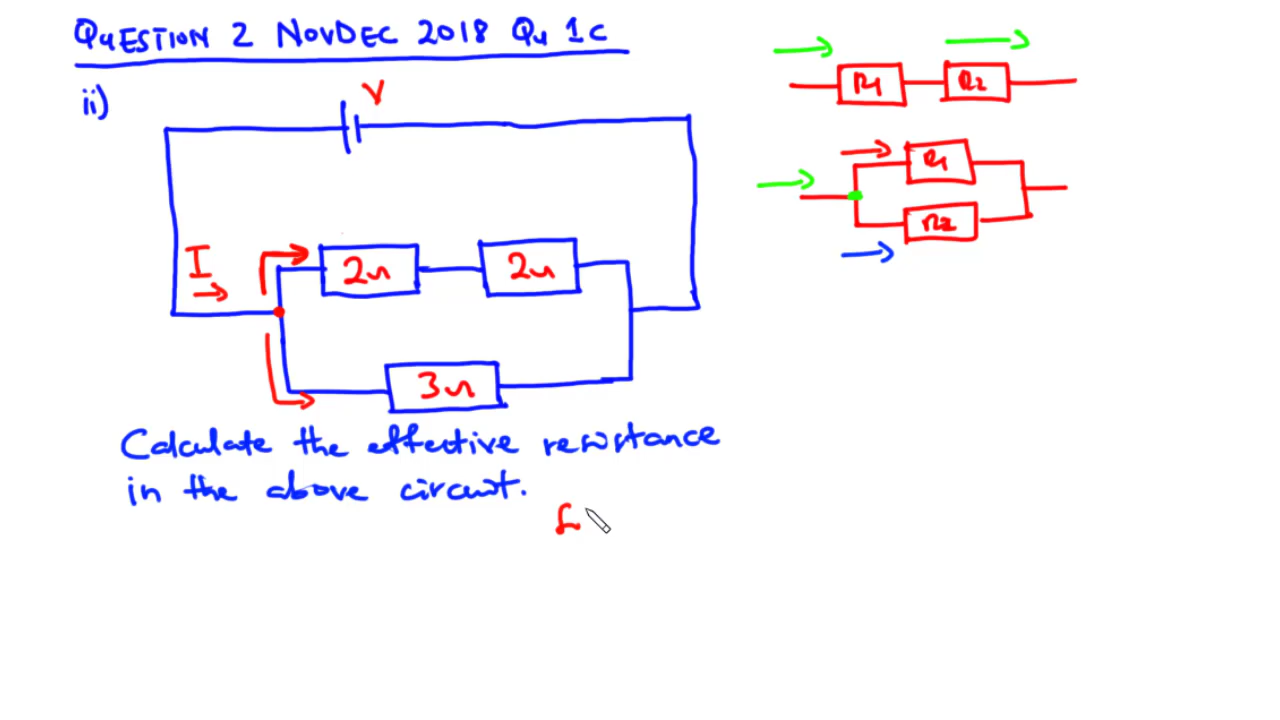 QUESTION 2 NOVDEC 2018 Qu 1c
ii)
V
R1
R2
R1
R2
I
2Ω
2Ω
3Ω
Calculate the effective resistance
in the above circuit.